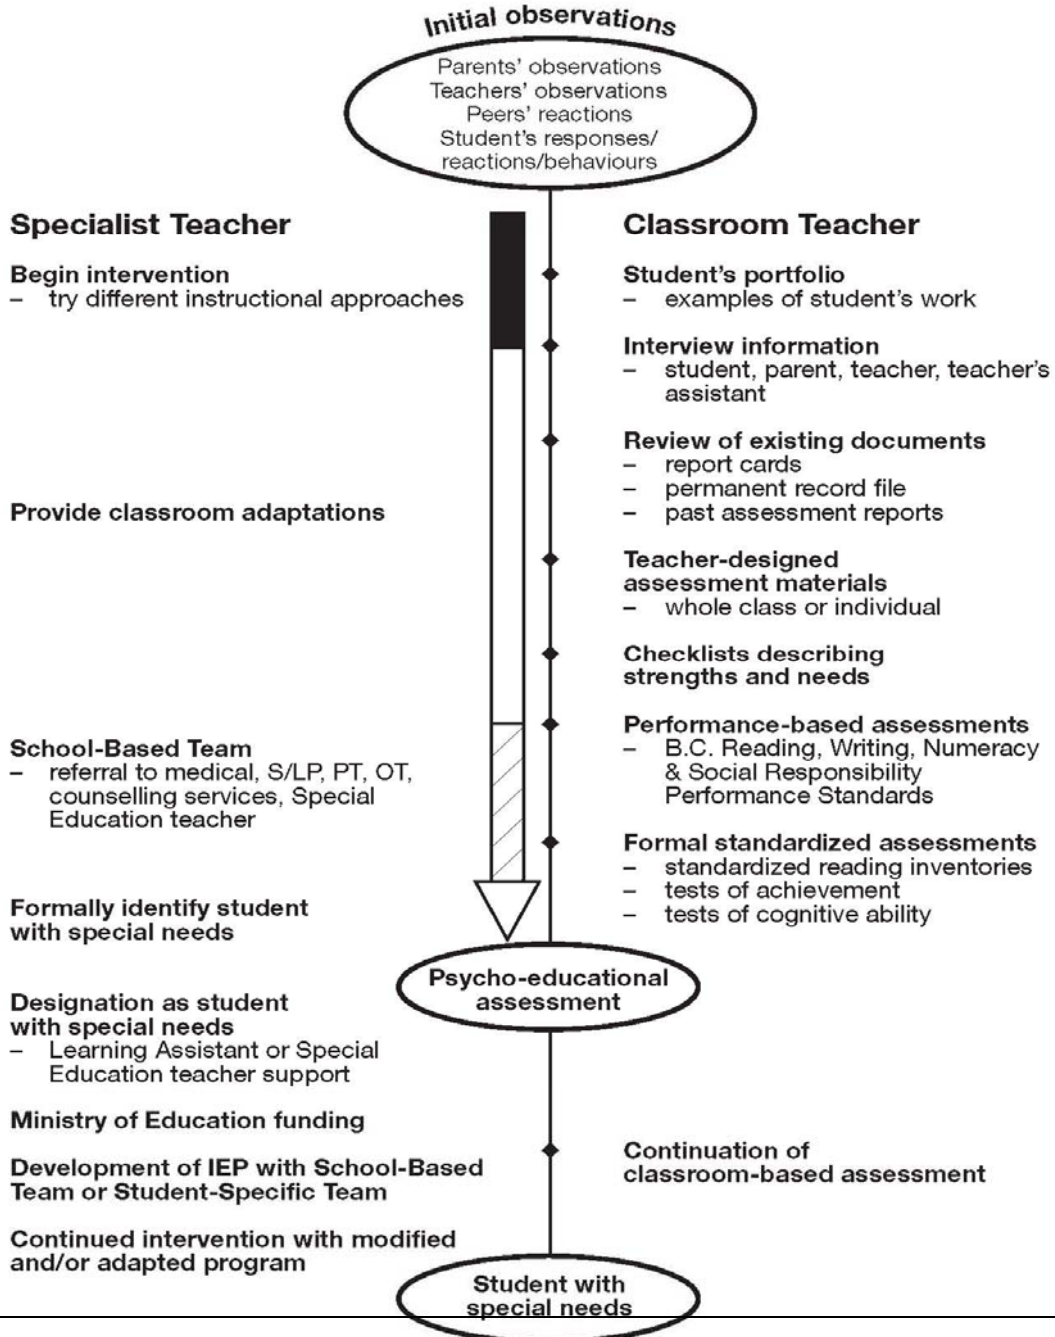 Initial observations
Parents' observations
Teachers' observations
Peers' reactions
Student's responses/
reactions/behaviours
Specialist Teacher
Begin intervention
– try different instructional approaches
Provide classroom adaptations
School-Based Team
– referral to medical, S/LP, PT, OT,
counselling services, Special
Education teacher
Formally identify student
with special needs
Designation as student
with special needs
– Learning Assistant or Special
Education teacher support
Ministry of Education funding
Development of IEP with School-Based
Team or Student-Specific Team
Continued intervention with modified
and/or adapted program
Classroom Teacher
Student's portfolio
– examples of student's work
Interview information
– student, parent, teacher, teacher's
assistant
Review of existing documents
– report cards
– permanent record file
– past assessment reports
Teacher-designed
assessment materials
– whole class or individual
Checklists describing
strengths and needs
Performance-based assessments
– B.C. Reading, Writing, Numeracy
& Social Responsibility
Performance Standards
Formal standardized assessments
– standardized reading inventories
– tests of achievement
– tests of cognitive ability
Psycho-educational
assessment
Continuation of
classroom-based assessment
Student with
special needs